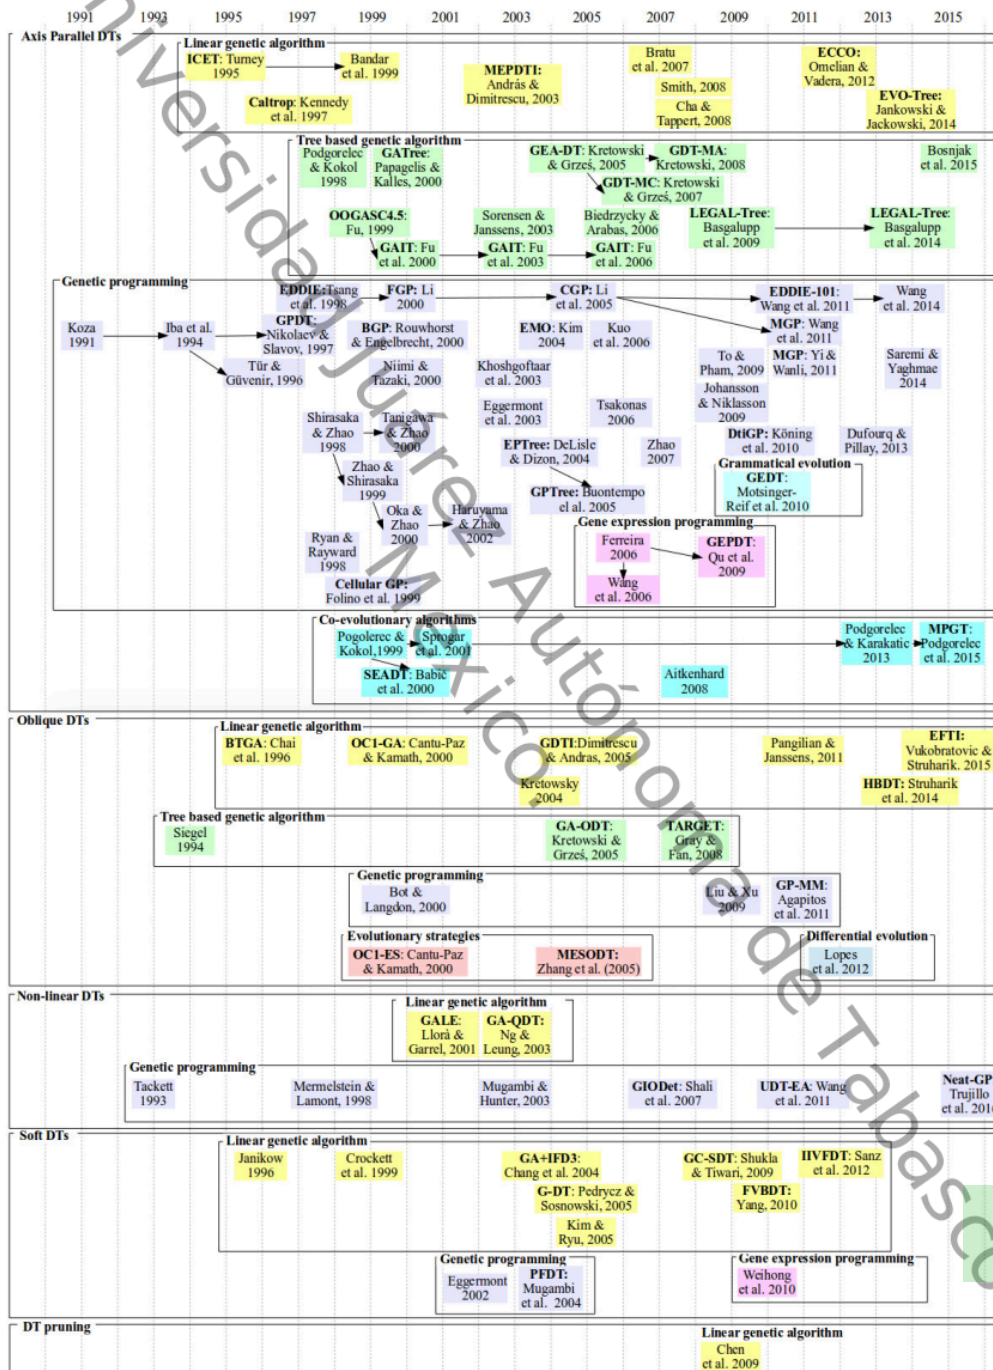 1991 1993 1995 1997 1999 2001 2003 2005 2007 2009 2011 2013 2015
Axis Parallel DTs
Linear genetic algorithm
ICET: Turney
1995
Bandar
et al. 1999
Caltrop: Kennedy
et al. 1997
MEPDTI:
András &
Dimitrescu, 2003
Bratu
et al. 2007
Smith, 2008
Cha &
Tappert, 2008
ECCO:
Omelian &
Vadera, 2012
EVO-Tree:
Jankowski &
Jackowski, 2014
Tree based genetic algorithm
Podgorelec
& Kokol
1998
GATree:
Papagelis &
Kalles, 2000
GEA-DT: Kretowski
& Grześ, 2005
GDT-MA:
Kretowski, 2008
GDT-MC: Kretowski
& Grześ, 2007
Bosnjak
et al. 2015
OOGASC4.5:
Fu, 1999
GAIT: Fu
et al. 2000
Sorensen &
Janssens, 2003
GAIT: Fu
et al. 2003
Biedrzycky &
Arabas, 2006
GAIT: Fu
et al. 2006
LEGAL-Tree:
Basgalupp
et al. 2009
LEGAL-Tree:
Basgalupp
et al. 2014
Genetic programming
EDDIE:Tsang
et al. 1998
FGP: Li
2000
CGP: Li
et al. 2005
EDDIE-101:
Wang et al. 2011
Wang
et al. 2014
Koza
1991
Iba et al.
1994
GPDT:
Nikolaev &
Slavov, 1997
BGP: Rouwhorst
& Engelbrecht, 2000
EMO: Kim
2004
Kuo
et al. 2006
MGP: Wang
et al. 2011
Tür &
Güvenir, 1996
Niimi &
Tazaki, 2000
Khoshgoftaar
et al. 2003
To &
Pham, 2009
MGP: Yi &
Wanli, 2011
Saremi &
Yaghmae
2014
Johansson
& Niklasson
2009
Shirasaka
& Zhao
1998
Tanigawa
& Zhao
2000
Eggermont
et al. 2003
Tsakonas
2006
DtiGP: Köning
et al. 2010
Dufourq &
Pillay, 2013
EPTree: DeLisle
& Dizon, 2004
Zhao
2007
Zhao &
Shirasaka
1999
GPTree: Buontempo
el al. 2005
Grammatical evolution
GEDT:
Motsinger-
Reif et al. 2010
Oka &
Zhao
2000
Haruyama
& Zhao
2002
Gene expression programming
Ferreira
2006
GEPDT:
Qu et al.
2009
Wang
et al. 2006
Ryan &
Rayward
1998
Cellular GP:
Folino et al. 1999
Co-evolutionary algorithms
Pogolerec &
Kokol,1999
Sprogar
et al. 2001
SEADT: Babic
et al. 2000
Aitkenhard
2008
Podgorelec
& Karakatic
2013
MPGT:
Podgorelec
et al. 2015
Oblique DTs
Linear genetic algorithm
BTGA: Chai
et al. 1996
OC1-GA: Cantu-Paz
& Kamath, 2000
GDTI:Dimitrescu
& Andras, 2005
Kretowsky
2004
Pangilian &
Janssens, 2011
EFTI:
Vukobratovic &
Struharik. 2015
HBDT: Struharik
et al. 2014
Tree based genetic algorithm
Siegel
1994
GA-ODT:
Kretowski &
Grześ, 2005
TARGET:
Gray &
Fan, 2008
Genetic programming
Bot &
Langdon, 2000
Liu & Xu
2009
GP-MM:
Agapitos
et al. 2011
Evolutionary strategies
OC1-ES: Cantu-Paz
& Kamath, 2000
MESODT:
Zhang et al. (2005)
Differential evolution
Lopes
et al. 2012
Non-linear DTs
Linear genetic algorithm
GALE:
Llorà &
Garrel, 2001
GA-QDT:
Ng &
Leung, 2003
Genetic programming
Tackett
1993
Mermelstein &
Lamont, 1998
Mugambi &
Hunter, 2003
GIODet: Shali
et al. 2007
UDT-EA: Wang
et al. 2011
Neat-GP
Trujillo
et al. 2016
Soft DTs
Linear genetic algorithm
Janikow
1996
Crockett
et al. 1999
GA+IFD3:
Chang et al. 2004
G-DT: Pedrycz &
Sosnowski, 2005
Kim &
Ryu, 2005
GC-SDT: Shukla
& Tiwari, 2009
FVBDT:
Yang, 2010
IIVFDT: Sanz
et al. 2012
Genetic programming
Eggermont
2002
PFDT:
Mugambi
et al. 2004
Gene expression programming
Weihong
et al. 2010
DT pruning
Linear genetic algorithm
Chen
et al. 2009
Universidad Juárez Autónoma de Tabasco.
México.